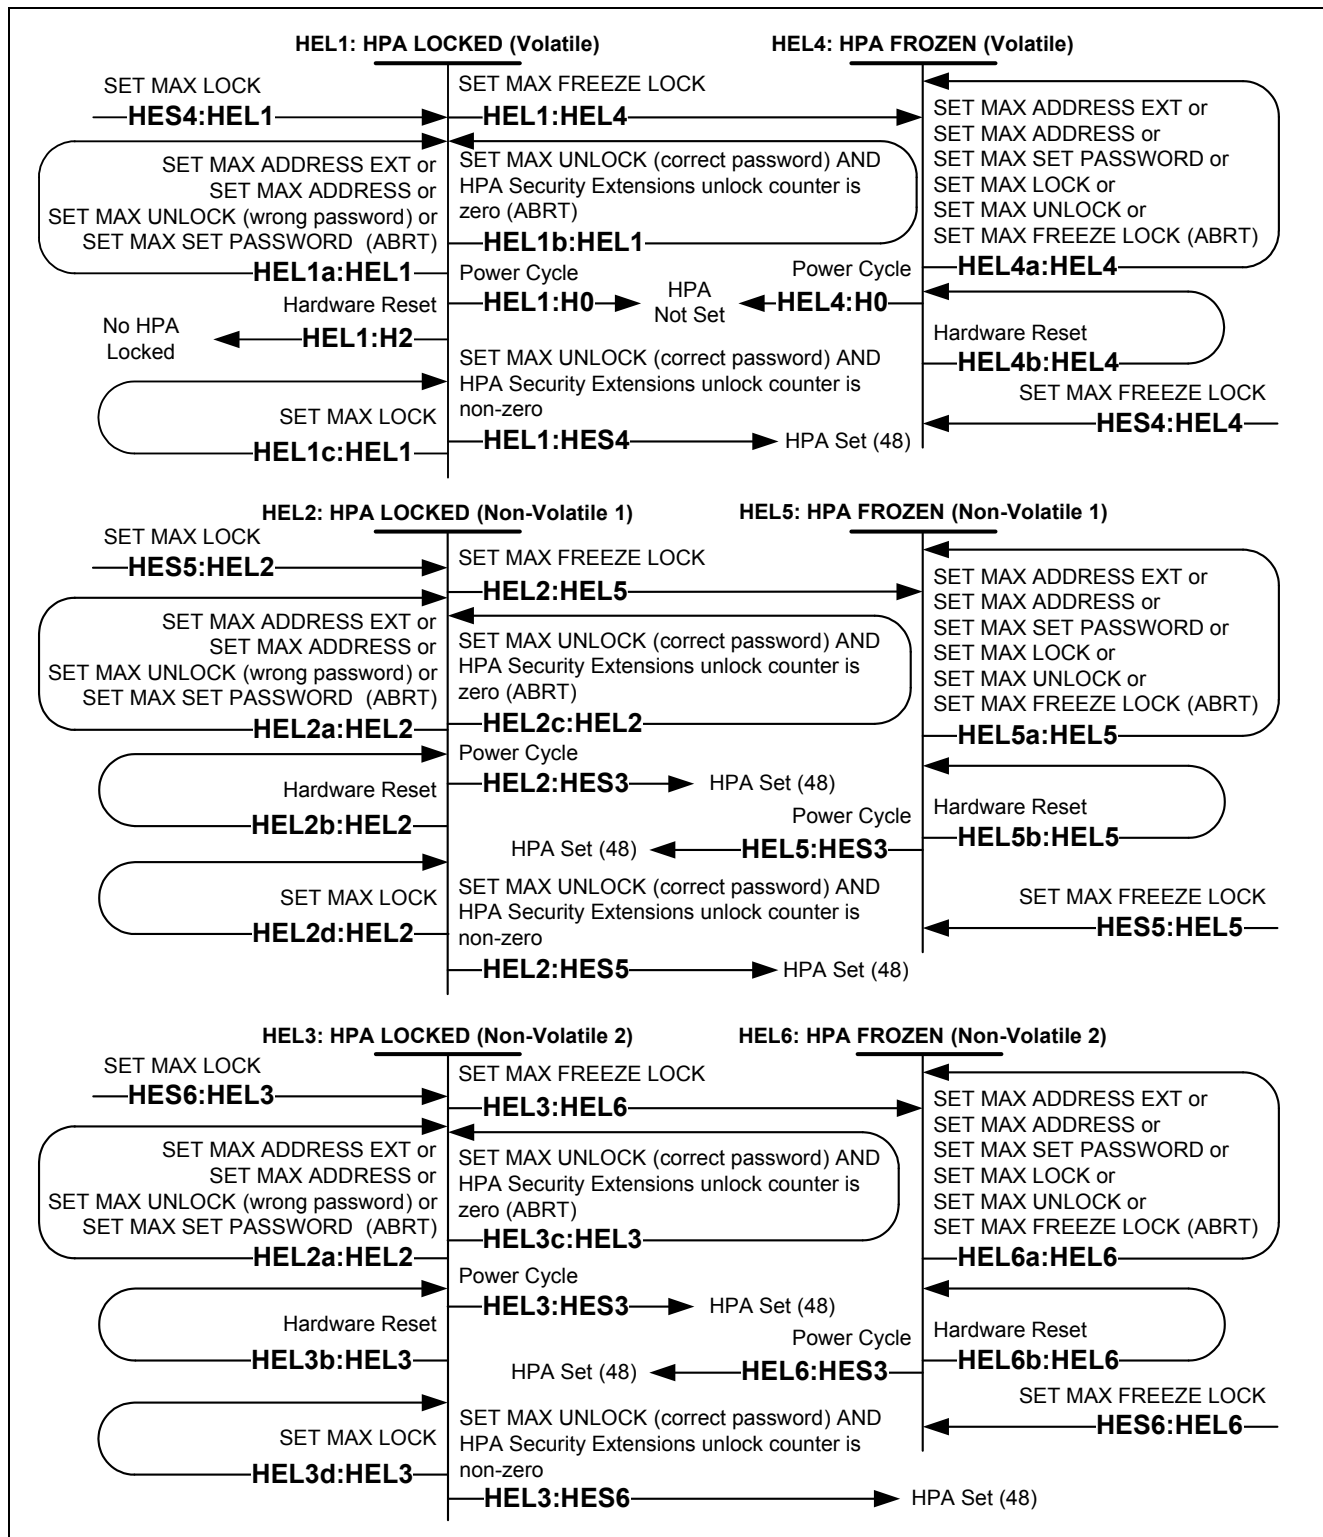 HEL1: HPA LOCKED (Volatile)
HEL4: HPA FROZEN (Volatile)
SET MAX LOCK
HES4:HEL1
SET MAX FREEZE LOCK
HEL1:HEL4
SET MAX ADDRESS EXT or
SET MAX ADDRESS or
SET MAX UNLOCK (wrong password) or
SET MAX SET PASSWORD (ABRT)
HEL1a:HEL1
SET MAX UNLOCK (correct password) AND
HPA Security Extensions unlock counter is
zero (ABRT)
HEL1b:HEL1
SET MAX ADDRESS EXT or
SET MAX ADDRESS or
SET MAX SET PASSWORD or
SET MAX LOCK or
SET MAX UNLOCK or
SET MAX FREEZE LOCK (ABRT)
HEL4a:HEL4
Power Cycle
HEL1:H0
HPA
Not Set
Power Cycle
HEL4:H0
Hardware Reset
HEL1:H2
No HPA
Locked
Hardware Reset
HEL4b:HEL4
SET MAX LOCK
HEL1c:HEL1
SET MAX UNLOCK (correct password) AND
HPA Security Extensions unlock counter is
non-zero
HEL1:HES4
HPA Set (48)
SET MAX FREEZE LOCK
HES4:HEL4
HEL2: HPA LOCKED (Non-Volatile 1)
HEL5: HPA FROZEN (Non-Volatile 1)
SET MAX LOCK
HES5:HEL2
SET MAX FREEZE LOCK
HEL2:HEL5
SET MAX ADDRESS EXT or
SET MAX ADDRESS or
SET MAX UNLOCK (wrong password) or
SET MAX SET PASSWORD (ABRT)
HEL2a:HEL2
SET MAX UNLOCK (correct password) AND
HPA Security Extensions unlock counter is
zero (ABRT)
HEL2c:HEL2
SET MAX ADDRESS EXT or
SET MAX ADDRESS or
SET MAX SET PASSWORD or
SET MAX LOCK or
SET MAX UNLOCK or
SET MAX FREEZE LOCK (ABRT)
HEL5a:HEL5
Hardware Reset
HEL2b:HEL2
Power Cycle
HEL2:HES3
HPA Set (48)
Power Cycle
HEL5:HES3
HPA Set (48)
Hardware Reset
HEL5b:HEL5
SET MAX LOCK
HEL2d:HEL2
SET MAX UNLOCK (correct password) AND
HPA Security Extensions unlock counter is
non-zero
HEL2:HES5
HPA Set (48)
SET MAX FREEZE LOCK
HES5:HEL5
HEL3: HPA LOCKED (Non-Volatile 2)
HEL6: HPA FROZEN (Non-Volatile 2)
SET MAX LOCK
HES6:HEL3
SET MAX FREEZE LOCK
HEL3:HEL6
SET MAX ADDRESS EXT or
SET MAX ADDRESS or
SET MAX UNLOCK (wrong password) or
SET MAX SET PASSWORD (ABRT)
HEL2a:HEL2
SET MAX UNLOCK (correct password) AND
HPA Security Extensions unlock counter is
zero (ABRT)
HEL3c:HEL3
SET MAX ADDRESS EXT or
SET MAX ADDRESS or
SET MAX SET PASSWORD or
SET MAX LOCK or
SET MAX UNLOCK or
SET MAX FREEZE LOCK (ABRT)
HEL6a:HEL6
Hardware Reset
HEL3b:HEL3
Power Cycle
HEL3:HES3
HPA Set (48)
Power Cycle
HEL6:HES3
HPA Set (48)
Hardware Reset
HEL6b:HEL6
SET MAX LOCK
HEL3d:HEL3
SET MAX UNLOCK (correct password) AND
HPA Security Extensions unlock counter is
non-zero
HEL3:HES6
HPA Set (48)
SET MAX FREEZE LOCK
HES6:HEL6